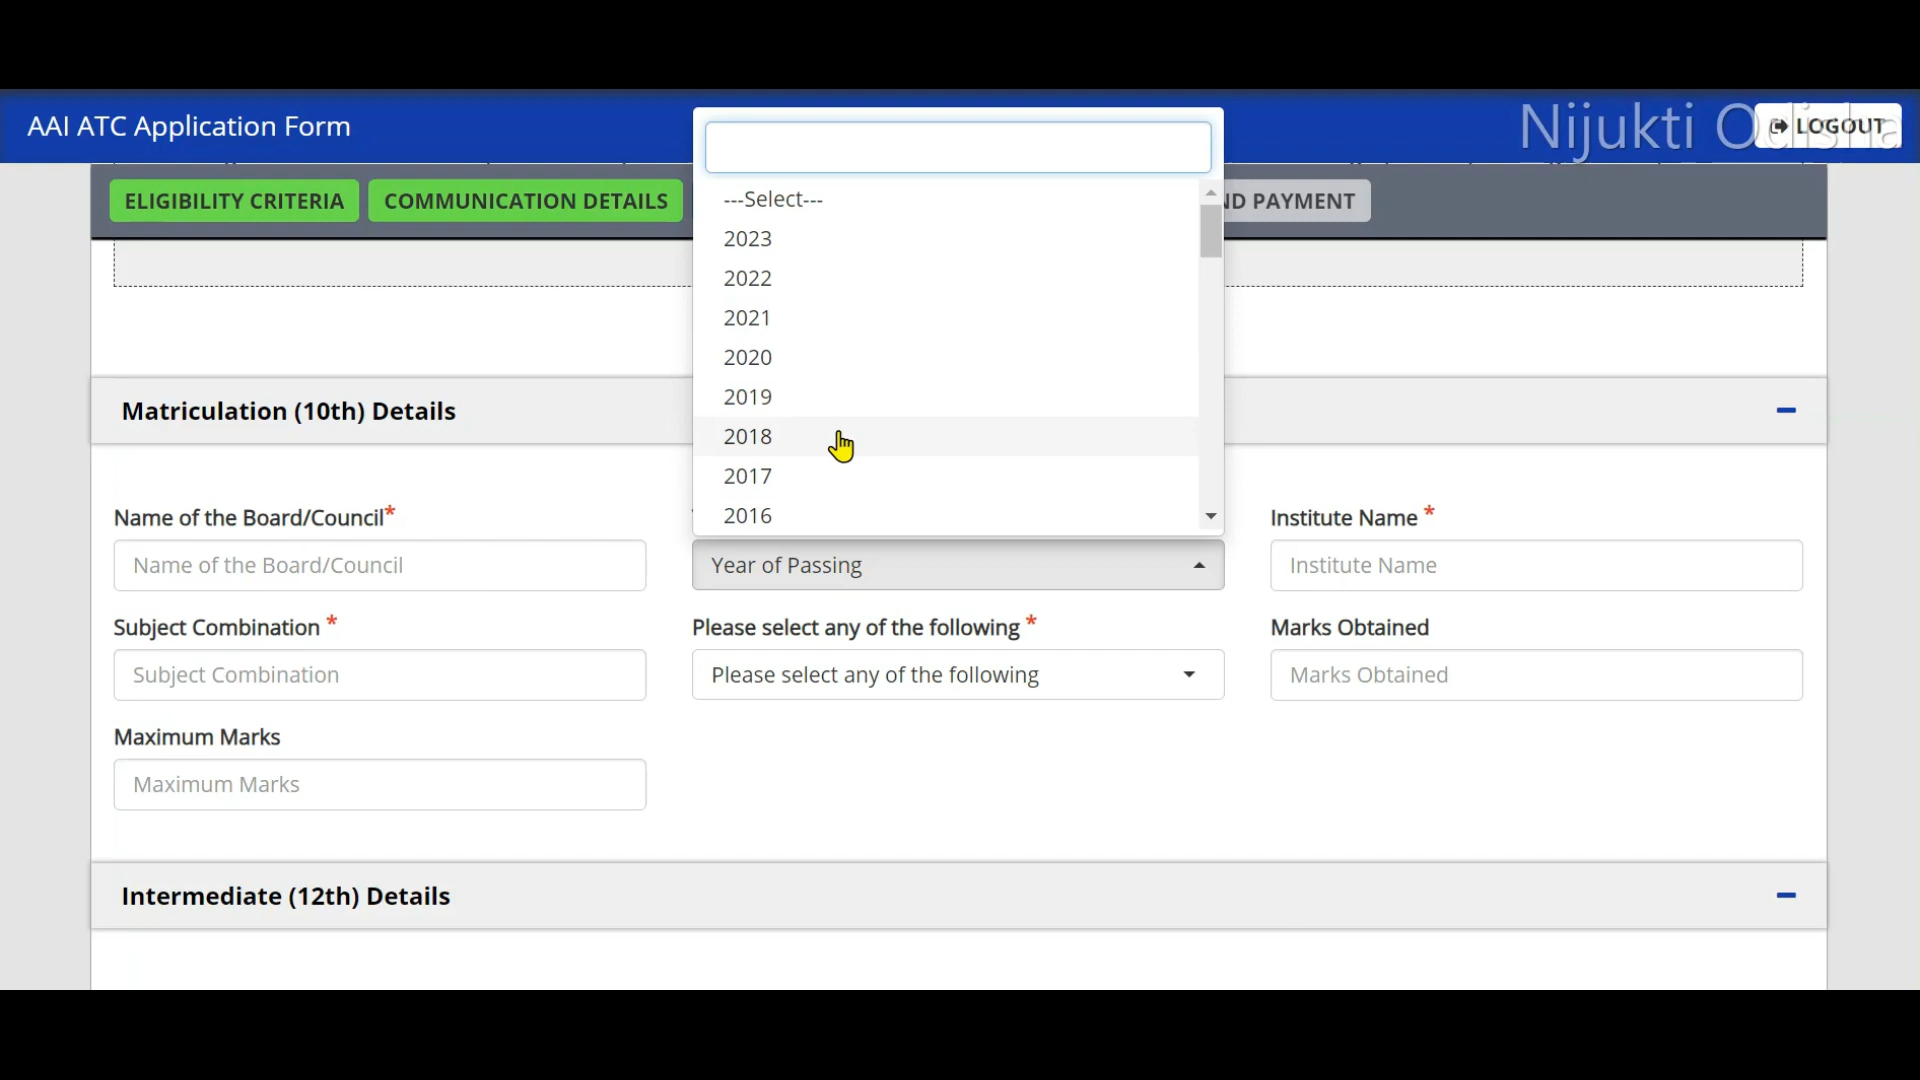 AAI ATC Application Form
Nijukti Odisha
LOGOUT
ELIGIBILITY CRITERIA
COMMUNICATION DETAILS
ND PAYMENT
---Select---
2023
2022
2021
2020
2019
2018
2017
2016
Matriculation (10th) Details
Name of the Board/Council*
Institute Name *
Name of the Board/Council
Year of Passing
Institute Name
Subject Combination *
Please select any of the following *
Marks Obtained
Subject Combination
Please select any of the following
Marks Obtained
Maximum Marks
Maximum Marks
Intermediate (12th) Details